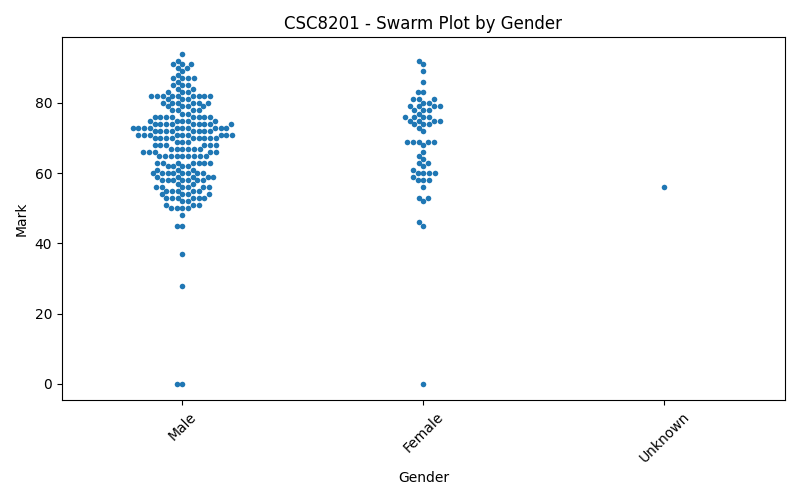 CSC8201 - Swarm Plot by Gender
80
60
40
20
0
Mark
Male
Female
Unknown
Gender